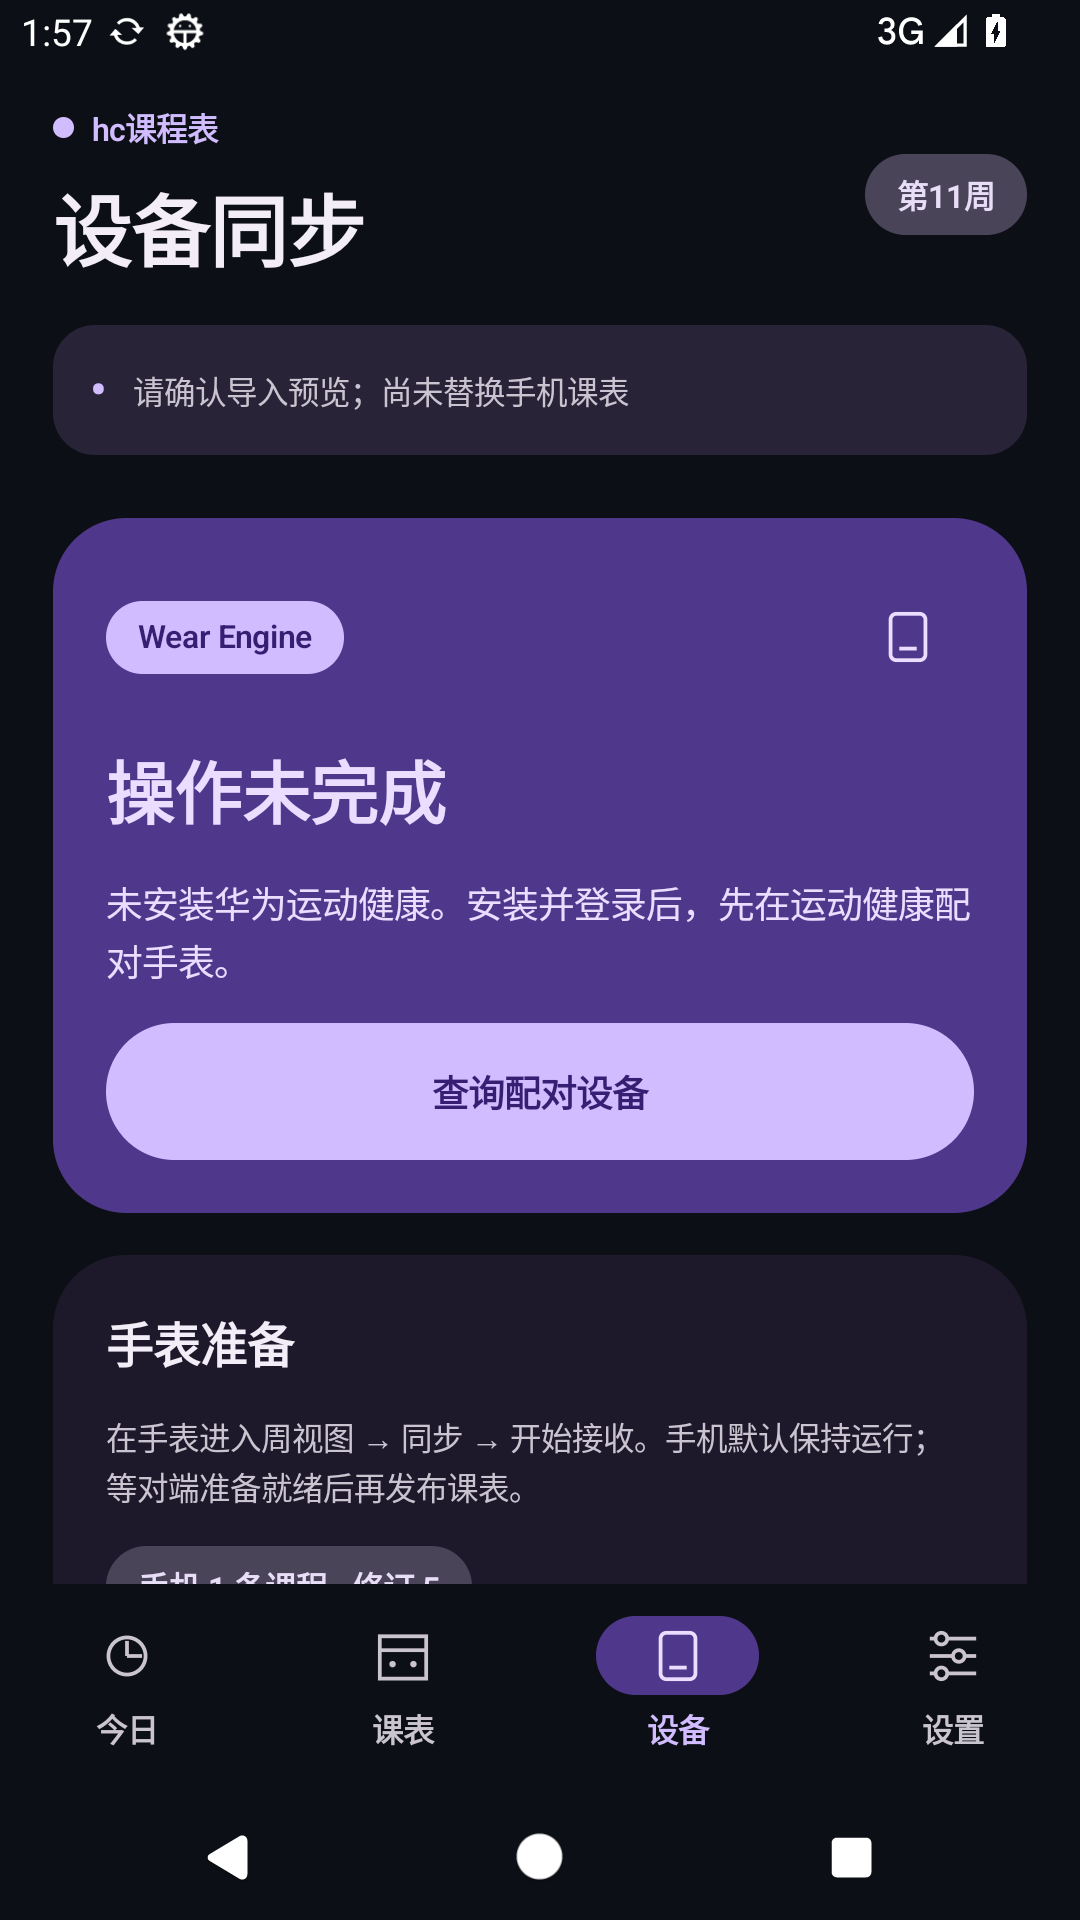 1:57
3G
hc课程表
设备同步
第11周
请确认导入预览；尚未替换手机课表
Wear Engine
操作未完成
未安装华为运动健康。安装并登录后，先在运动健康配
对手表。
查询配对设备
手表准备
在手表进入周视图 → 同步 → 开始接收。手机默认保持运行；
等对端准备就绪后再发布课表。
今日
课表
设备
设置